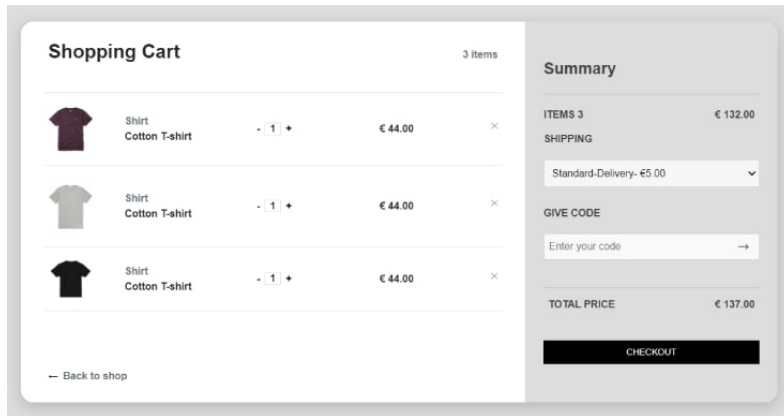 Shopping Cart
3 items
Shirt
Cotton T-shirt
- 1 +
€ 44.00
×
Shirt
Cotton T-shirt
- 1 +
€ 44.00
×
Shirt
Cotton T-shirt
- 1 +
€ 44.00
×
← Back to shop
Summary
ITEMS 3 € 132.00
SHIPPING
Standard-Delivery- €5.00
GIVE CODE
Enter your code →
TOTAL PRICE € 137.00
CHECKOUT